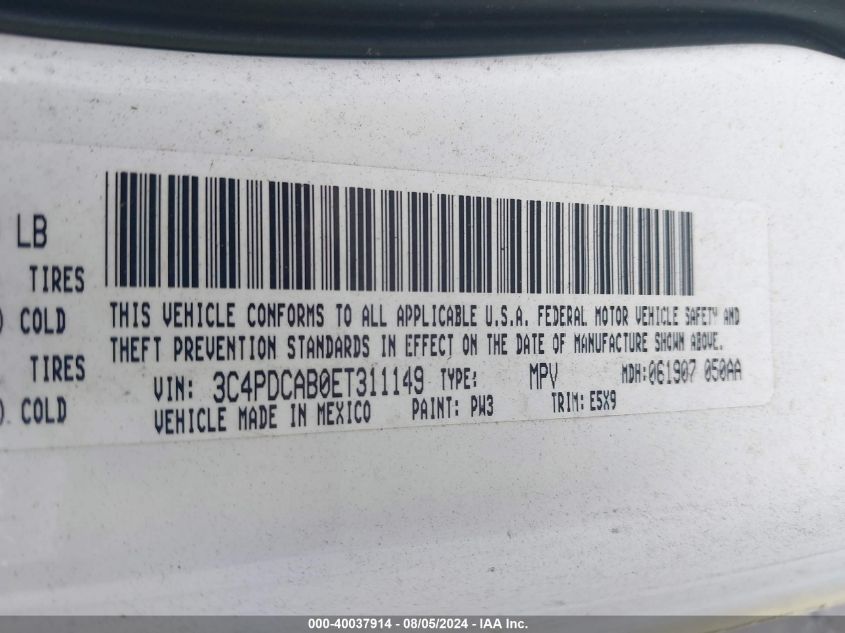 LB
TIRES
COLD
TIRES
COLD
THIS VEHICLE CONFORMS TO ALL APPLICABLE U.S.A. FEDERAL MOTOR VEHICLE SAFETY AND
THEFT PREVENTION STANDARDS IN EFFECT ON THE DATE OF MANUFACTURE SHOWN ABOVE.
VIN: 3C4PDCAB0ET311149 TYPE: MPV MDH:061907 050AA
VEHICLE MADE IN MEXICO PAINT: PW3 TRIM: E5X9
000-40037914 - 08/05/2024 - IAA Inc.